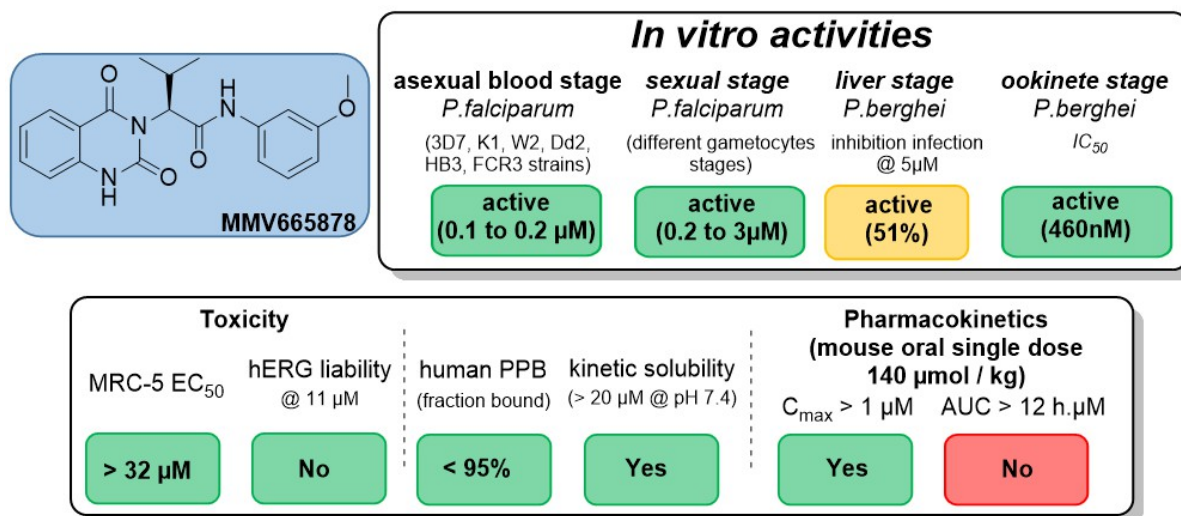 O
O
N
N
H
O
NH
O
O
MMV665878
In vitro activities
asexual blood stage
P.falciparum
(3D7, K1, W2, Dd2,
HB3, FCR3 strains)
active
(0.1 to 0.2 µM)
sexual stage
P.falciparum
(different gametocytes
stages)
active
(0.2 to 3µM)
liver stage
P.berghei
inhibition infection
@ 5µM
active
(51%)
ookinete stage
P.berghei
IC50
active
(460nM)
Toxicity
MRC-5 EC50
> 32 µM
hERG liability
@ 11 µM
No
human PPB
(fraction bound)
< 95%
kinetic solubility
(> 20 µM @ pH 7.4)
Yes
Pharmacokinetics
(mouse oral single dose
140 µmol / kg)
Cmax > 1 µM
Yes
AUC > 12 h.µM
No